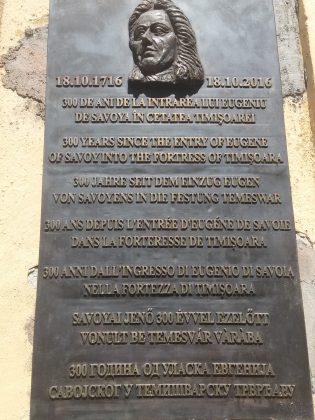 18.10.1716 18.10.2016
300 DE ANI DE LA INTRAREA LUI EUGENIU
DE SAVOYA ÎN CETATEA TIMIȘOAREI
300 YEARS SINCE THE ENTRY OF EUGENE
OF SAVOY INTO THE FORTRESS OF TIMIȘOARA
300 JAHRE SEIT DEM EINZUG EUGEN
VON SAVOYENS IN DIE FESTUNG TEMESWAR
300 ANS DEPUIS L'ENTRÉE D'EUGÉNE DE SAVOIE
DANS LA FORTERESSE DE TIMIȘOARA
300 ANNI DALL'INGRESSO DI EUGENIO DI SAVOIA
NELLA FORTEZZA DI TIMIȘOARA
SAVOYAI JENŐ 300 ÉVVEL EZELŐTT
VONULT BE TEMESVÁR VÁRÁBA
300 ГОДИНА ОД УЛАСКА ЕВГЕНИЈА
САВОЈСКОГ У ТЕМИШВАРСКУ ТВРЂАВУ